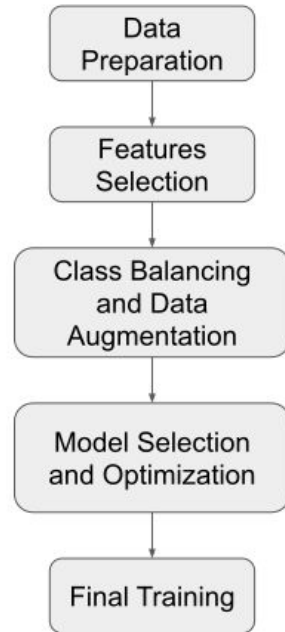 Data
Preparation
Features
Selection
Class Balancing
and Data
Augmentation
Model Selection
and Optimization
Final Training